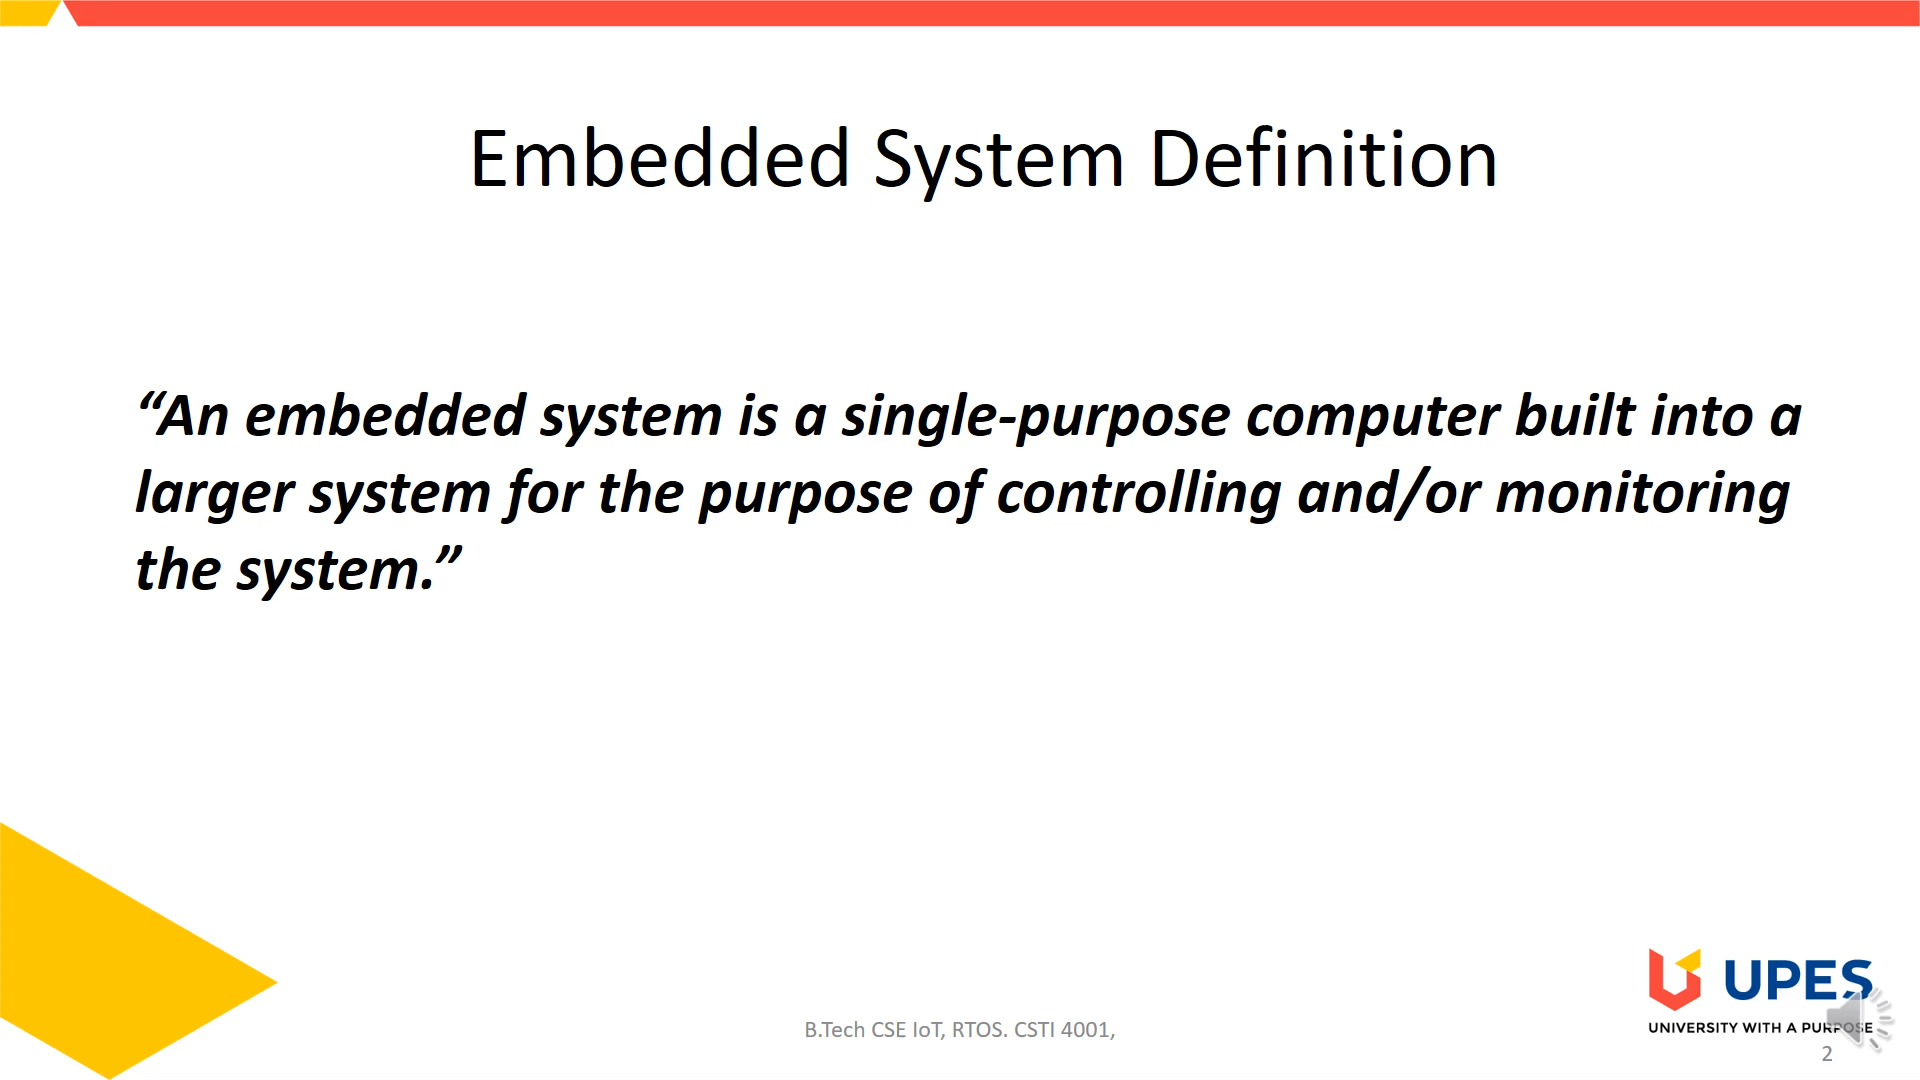 Embedded System Definition
“An embedded system is a single-purpose computer built into a
larger system for the purpose of controlling and/or monitoring
the system.”
UPES
UNIVERSITY WITH A PURPOSE
B.Tech CSE IoT, RTOS. CSTI 4001,
2